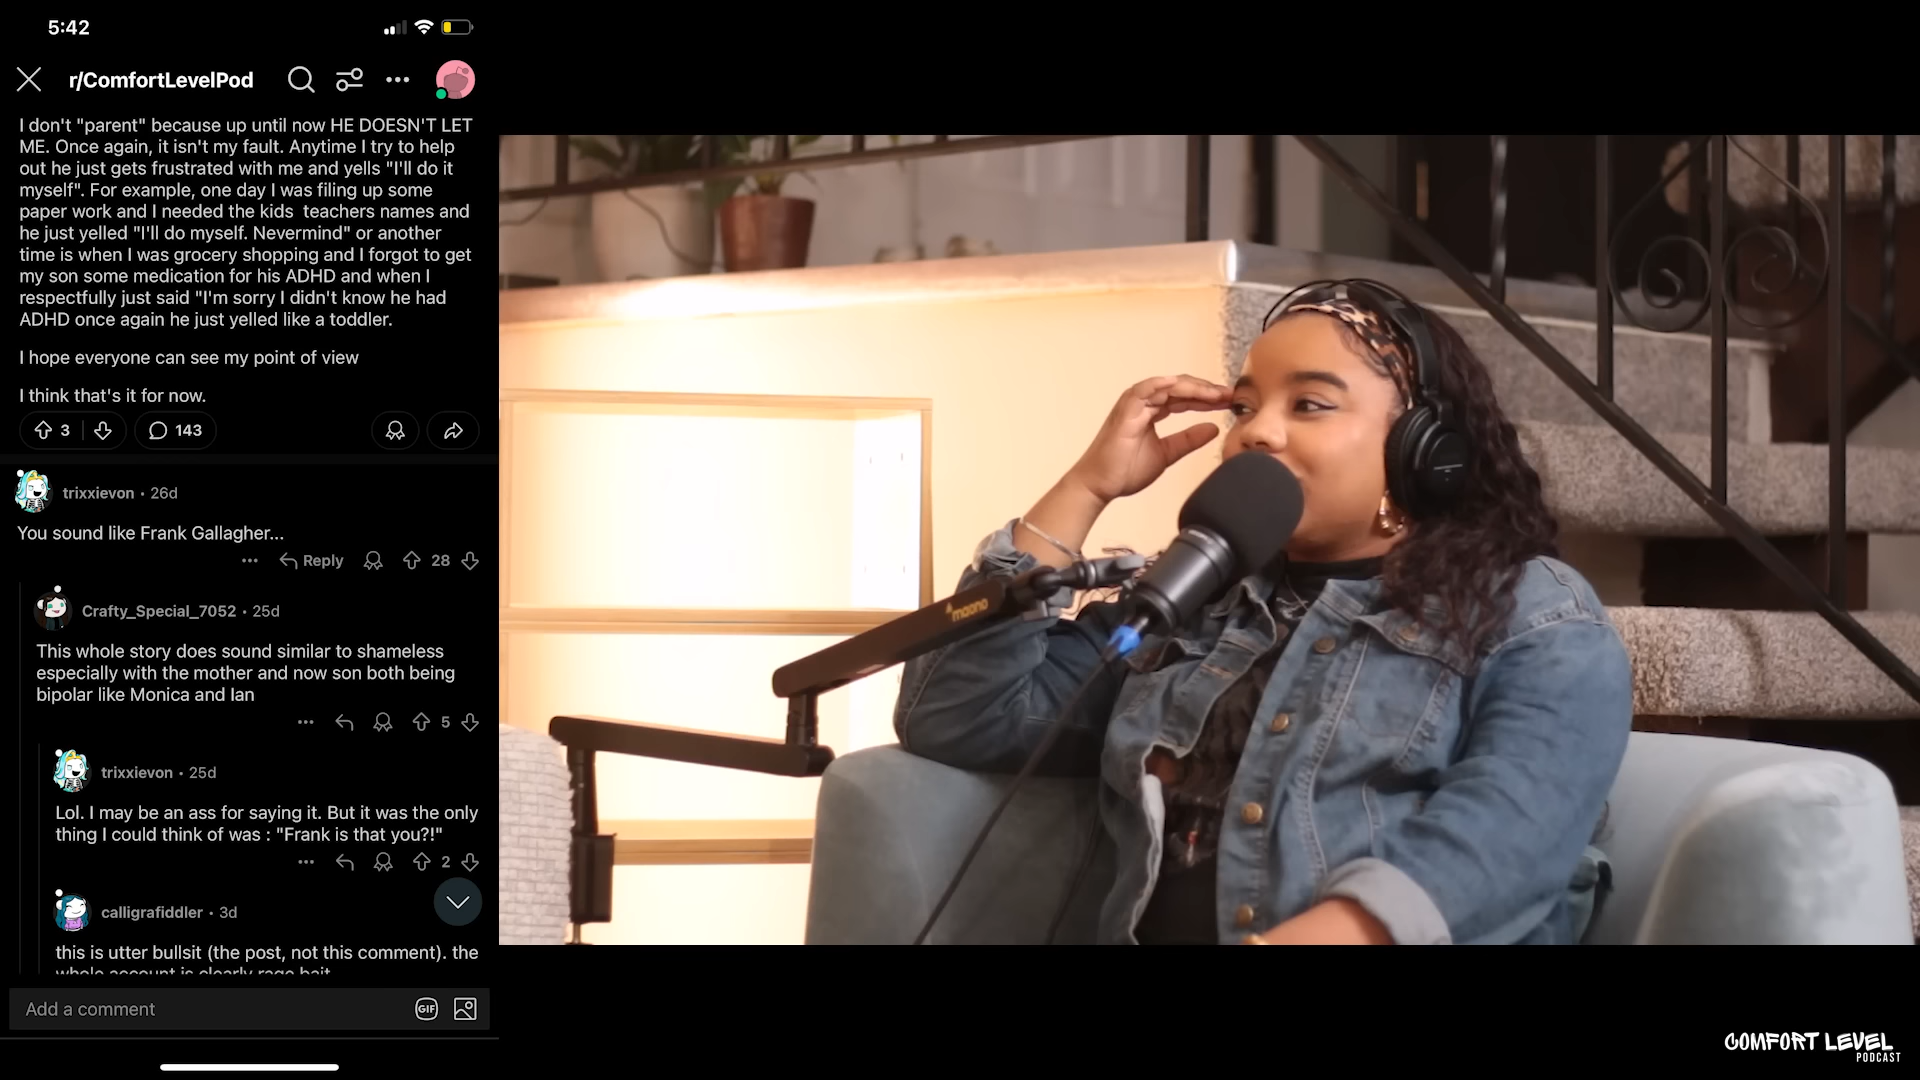 5:42
r/ComfortLevelPod
I don't "parent" because up until now HE DOESN'T LET
ME. Once again, it isn't my fault. Anytime I try to help
out he just gets frustrated with me and yells "I'll do it
myself". For example, one day I was filing up some
paper work and I needed the kids teachers names and
he just yelled "I'll do myself. Nevermind" or another
time is when I was grocery shopping and I forgot to get
my son some medication for his ADHD and when I
respectfully just said "I'm sorry I didn't know he had
ADHD once again he just yelled like a toddler.
I hope everyone can see my point of view
I think that's it for now.
3 143
trixxievon • 26d
You sound like Frank Gallagher...
Reply 28
Crafty_Special_7052 • 25d
This whole story does sound similar to shameless
especially with the mother and now son both being
bipolar like Monica and Ian
5
trixxievon • 25d
Lol. I may be an ass for saying it. But it was the only
thing I could think of was : "Frank is that you?!"
2
calligrafiddler • 3d
this is utter bullsit (the post, not this comment). the
whole account is clearly rage bait
Add a comment
GIF
maono
COMFORT LEVEL
PODCAST